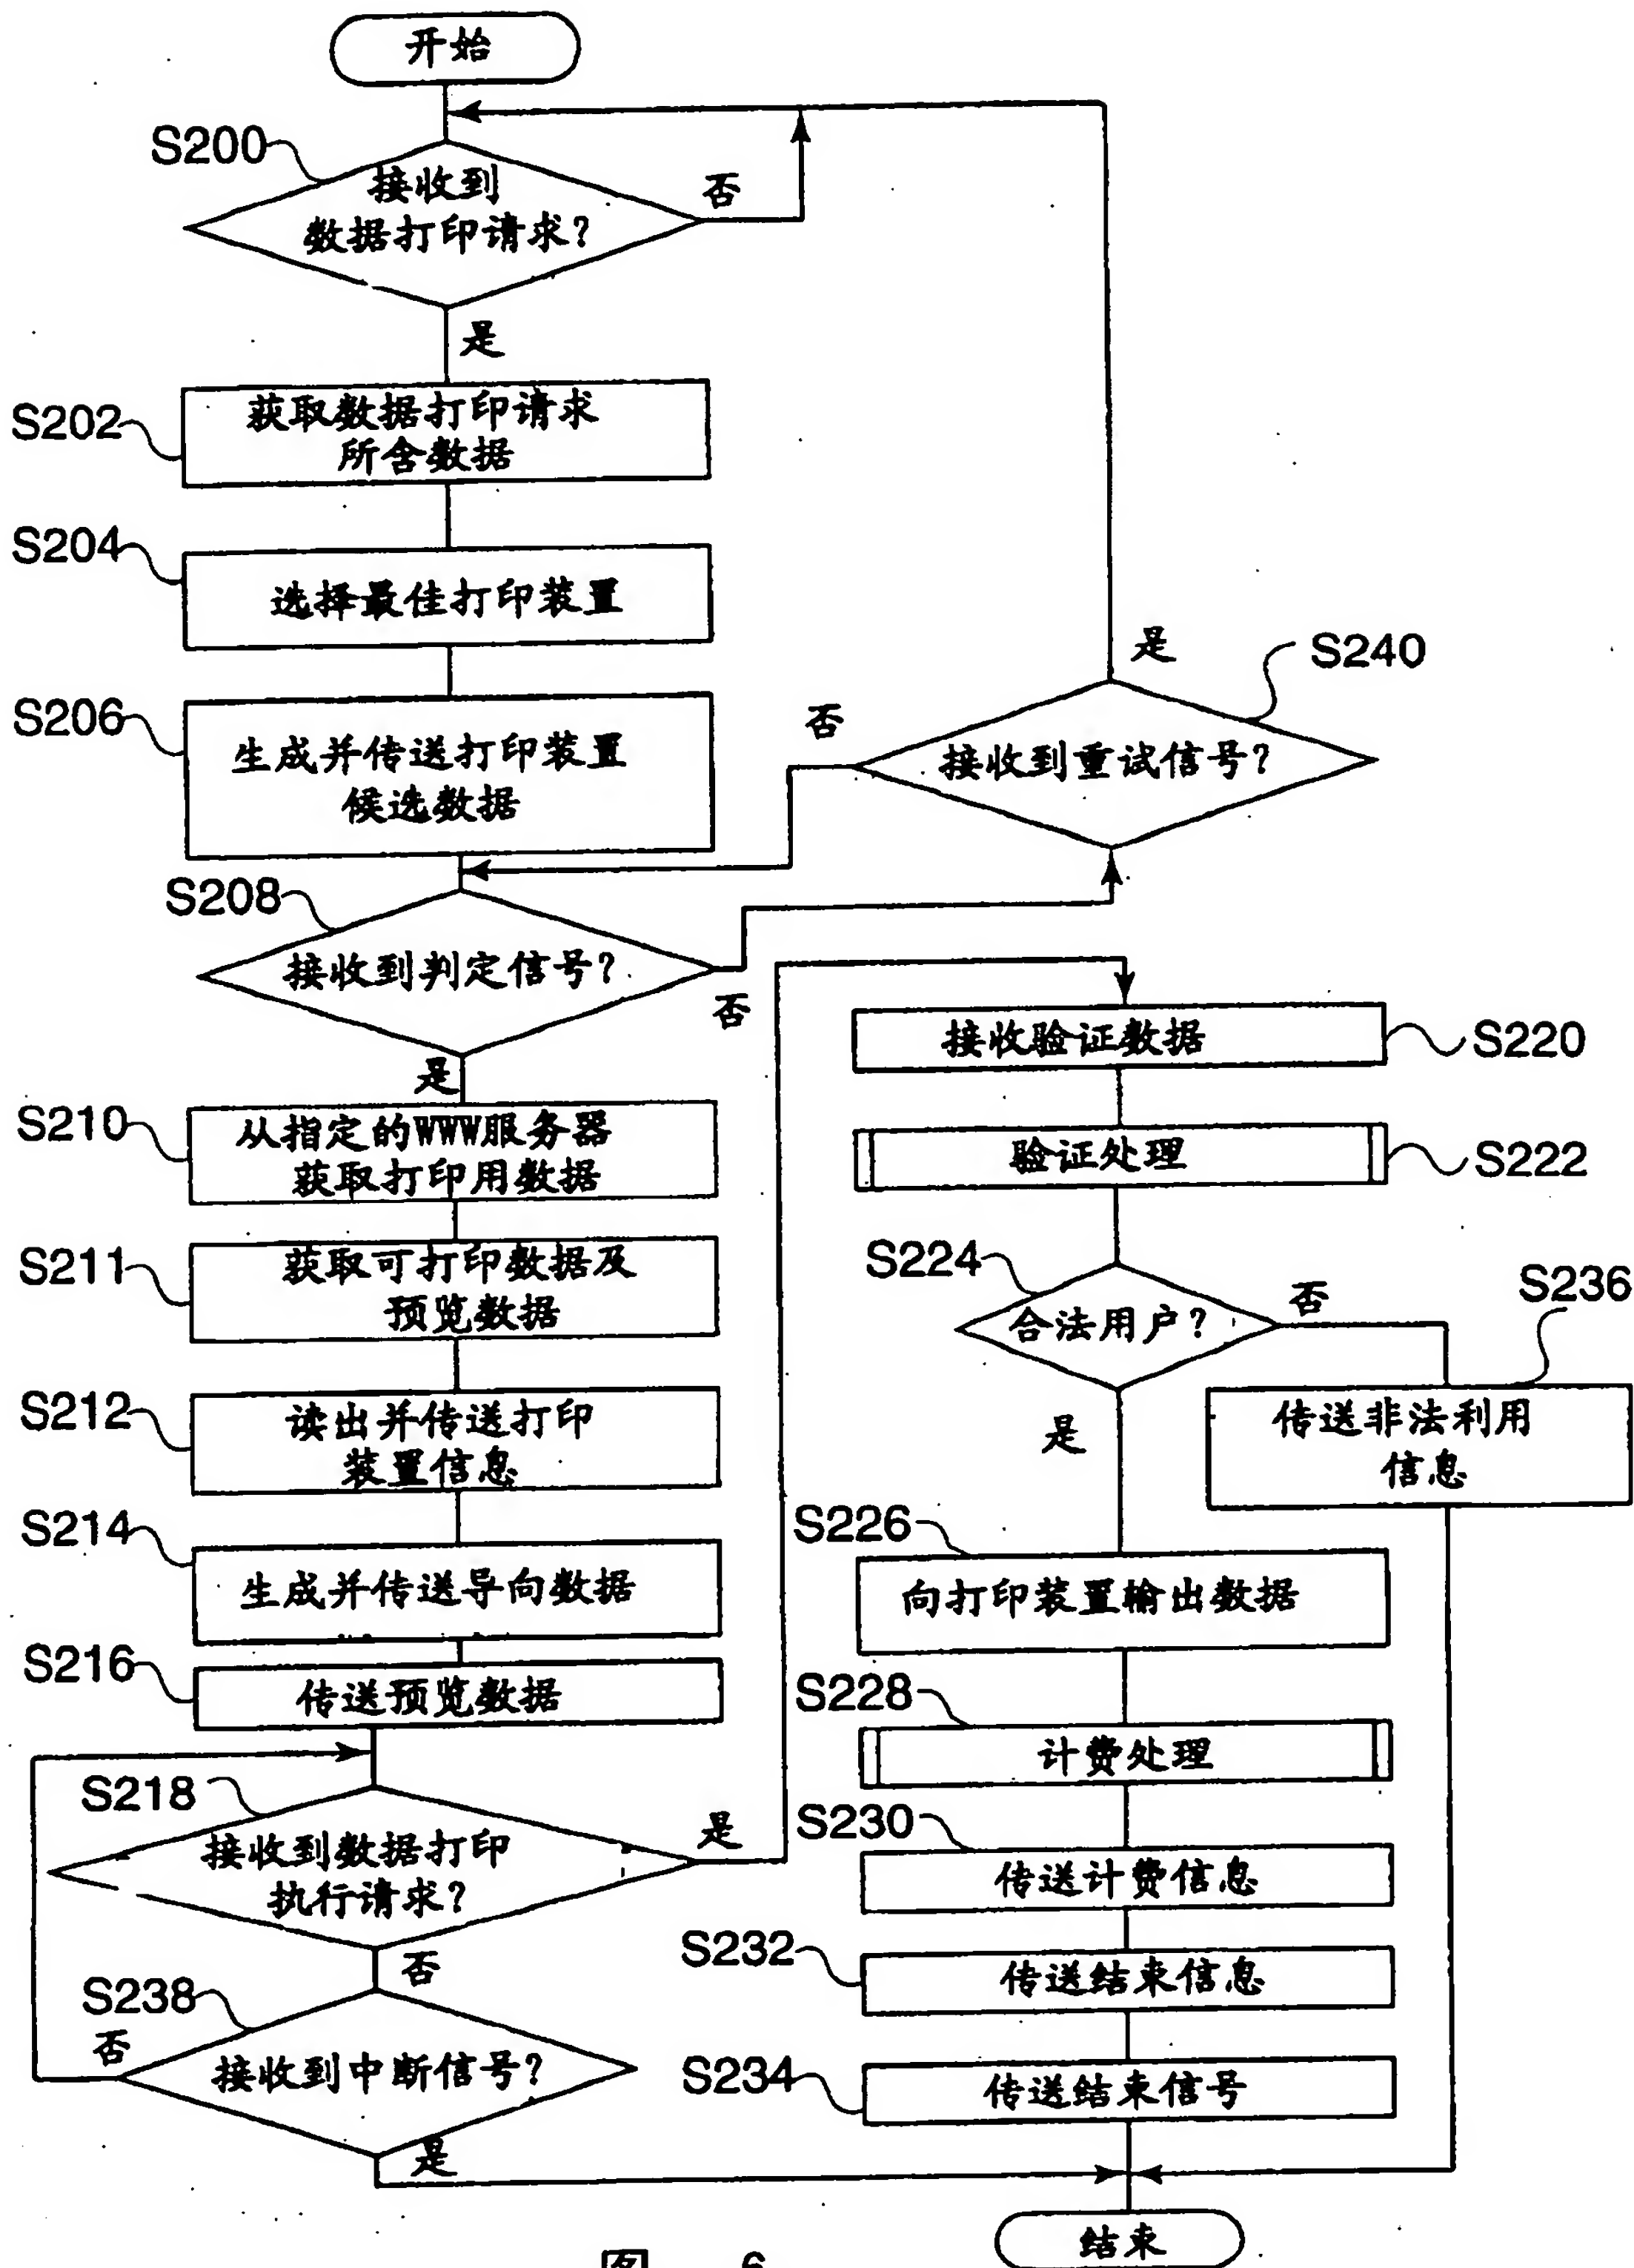 开始
S200
接收到
数据打印请求?
否
是
S202
获取数据打印请求
所含数据
S204
选择最佳打印装置
S206
生成并传送打印装置
候选数据
是
S240
否
接收到重试信号?
S208
接收到判定信号?
否
是
S210
从指定的WWW服务器
获取打印用数据
S211
获取可打印数据及
预览数据
S212
读出并传送打印
装置信息
S214
生成并传送导向数据
S216
传送预览数据
S218
接收到数据打印
执行请求?
是
否
S238
否
接收到中断信号?
是
接收验证数据
S220
验证处理
S222
S224
合法用户?
否
S236
是
传送非法利用
信息
S226
向打印装置输出数据
S228
计费处理
S230
传送计费信息
S232
传送结束信息
S234
传送结束信号
结束
图 6